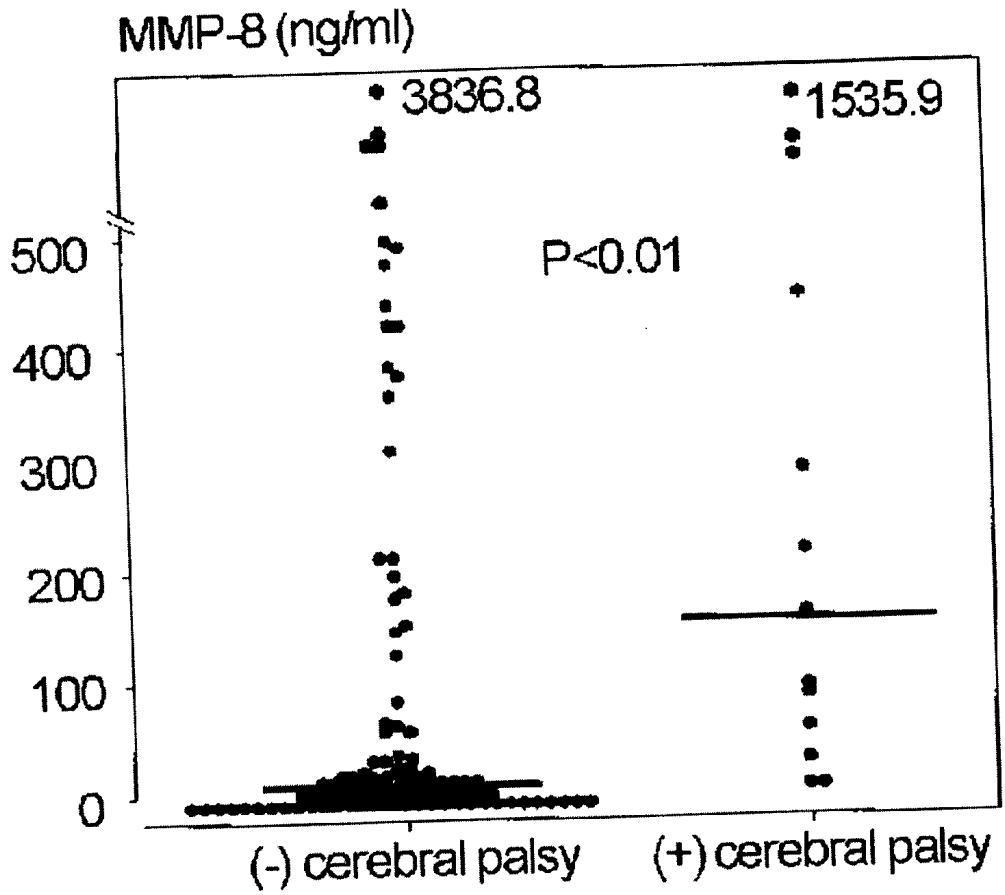 MMP-8 (ng/ml)
3836.8
1535.9
500
P<0.01
400
300
200
100
0
(-) cerebral palsy
(+) cerebral palsy